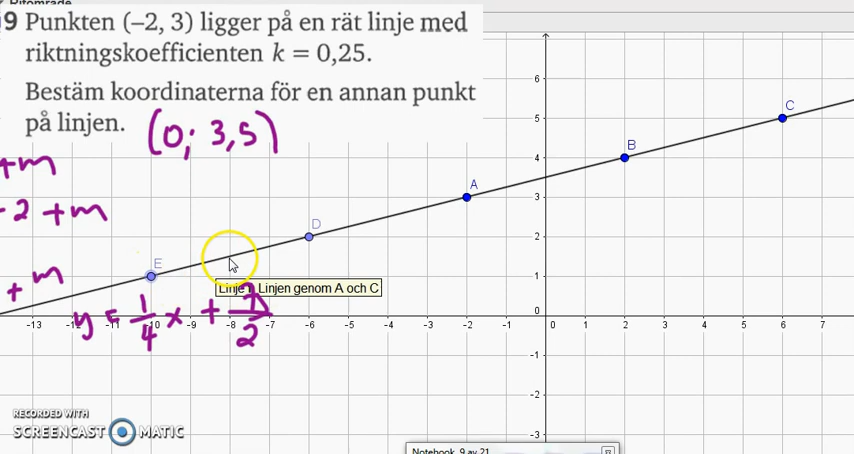 9 Punkten (−2, 3) ligger på en rät linje med
riktningskoefficienten k = 0,25.
Bestäm koordinaterna för en annan punkt
på linjen. (0; 3,5)
+m
-2 +m
+ m
y = 1/4 x + 7/2
E
D
A
B
C
Linjen genom A och C
6
5
4
3
2
1
0
-1
-2
-3
-13 -12 -11 -10 -9 -8 -7 -6 -5 -4 -3 -2 -1 0 1 2 3 4 5 6 7
RECORDED WITH
SCREENCAST MATIC
Notebook 9 av 21